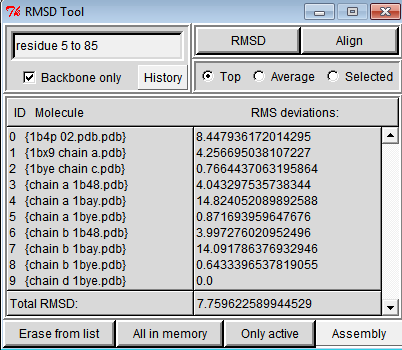 RMSD Tool
residue 5 to 85
Backbone only History
RMSD Align
Top Average Selected
ID Molecule RMS deviations:
0 {1b4p 02.pdb.pdb} 8.447936172014295
1 {1bx9 chain a.pdb} 4.256695038107227
2 {1bye chain c.pdb} 0.7664437063195864
3 {chain a 1b48.pdb} 4.043297535738344
4 {chain a 1bay.pdb} 14.824052089892588
5 {chain a 1bye.pdb} 0.871693959647676
6 {chain b 1b48.pdb} 3.997276020952496
7 {chain b 1bay.pdb} 14.091786376932946
8 {chain b 1bye.pdb} 0.6433396537819055
9 {chain d 1bye.pdb} 0.0
Total RMSD: 7.759622589944529
Erase from list All in memory Only active Assembly